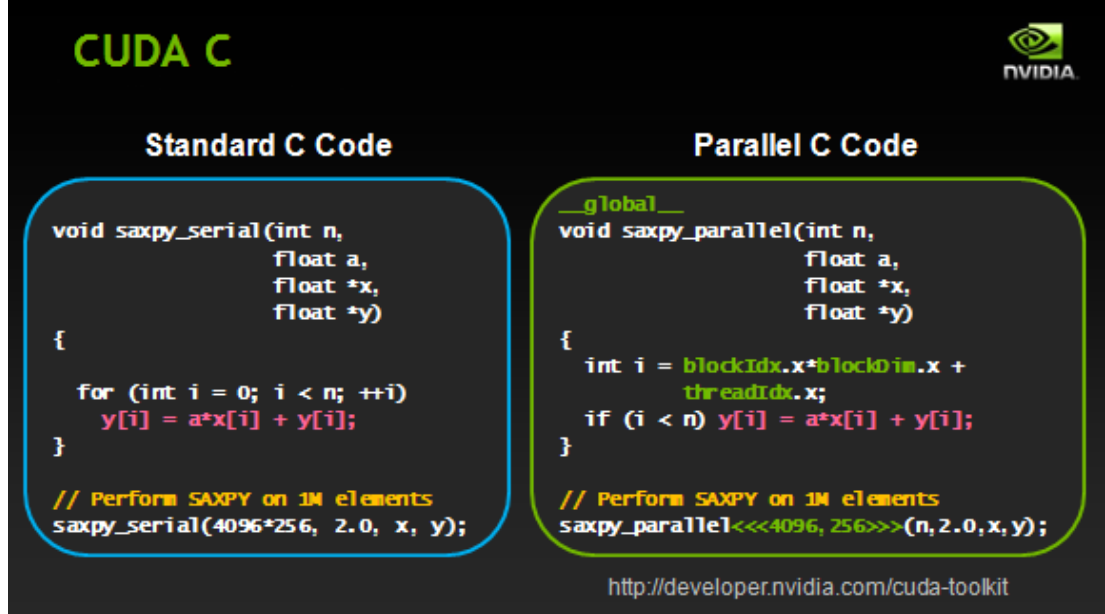 CUDA C
NVIDIA
Standard C Code
void saxpy_serial(int n,
float a,
float *x,
float *y)
{
for (int i = 0; i < n; ++i)
y[i] = a*x[i] + y[i];
}
// Perform SAXPY on 1M elements
saxpy_serial(4096*256, 2.0, x, y);
Parallel C Code
__global__
void saxpy_parallel(int n,
float a,
float *x,
float *y)
{
int i = blockIdx.x*blockDim.x +
threadIdx.x;
if (i < n) y[i] = a*x[i] + y[i];
}
// Perform SAXPY on 1M elements
saxpy_parallel<<<4096,256>>>(n,2.0,x,y);
http://developer.nvidia.com/cuda-toolkit